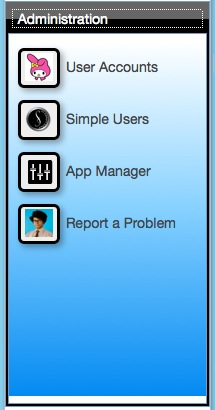 Administration
User Accounts
Simple Users
App Manager
Report a Problem